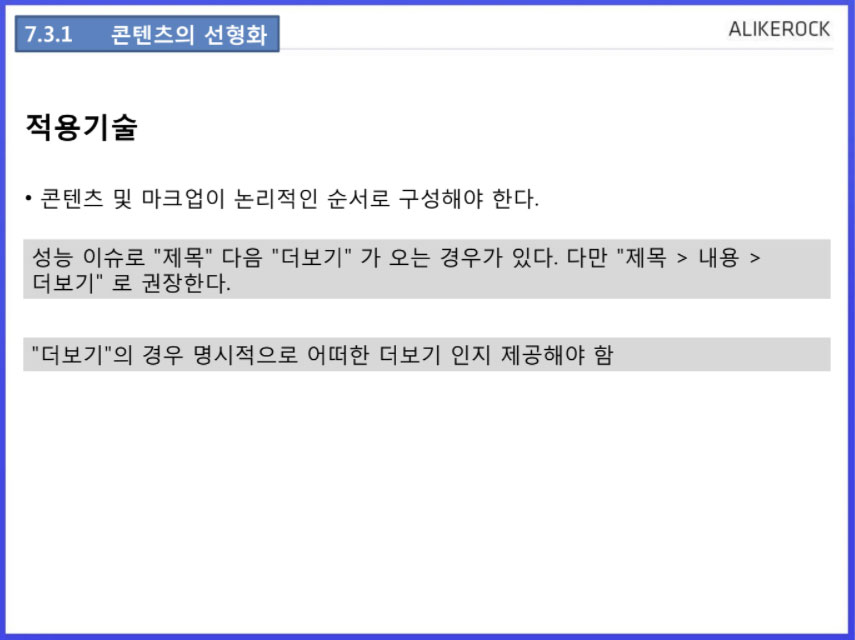 7.3.1 콘텐츠의 선형화
ALIKEROCK
적용기술
• 콘텐츠 및 마크업이 논리적인 순서로 구성해야 한다.
성능 이슈로 "제목" 다음 "더보기" 가 오는 경우가 있다. 다만 "제목 > 내용 >
더보기" 로 권장한다.
"더보기"의 경우 명시적으로 어떠한 더보기 인지 제공해야 함